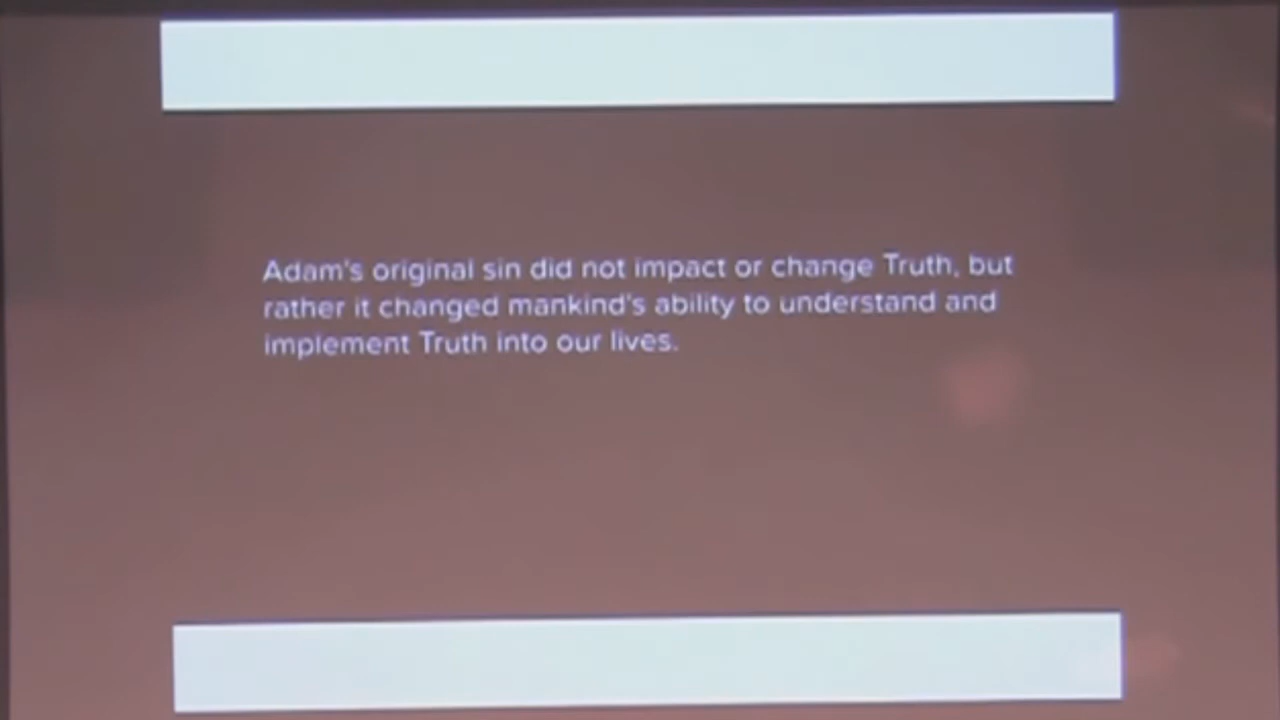 Adam's original sin did not impact or change Truth, but
rather it changed mankind's ability to understand and
implement Truth into our lives.